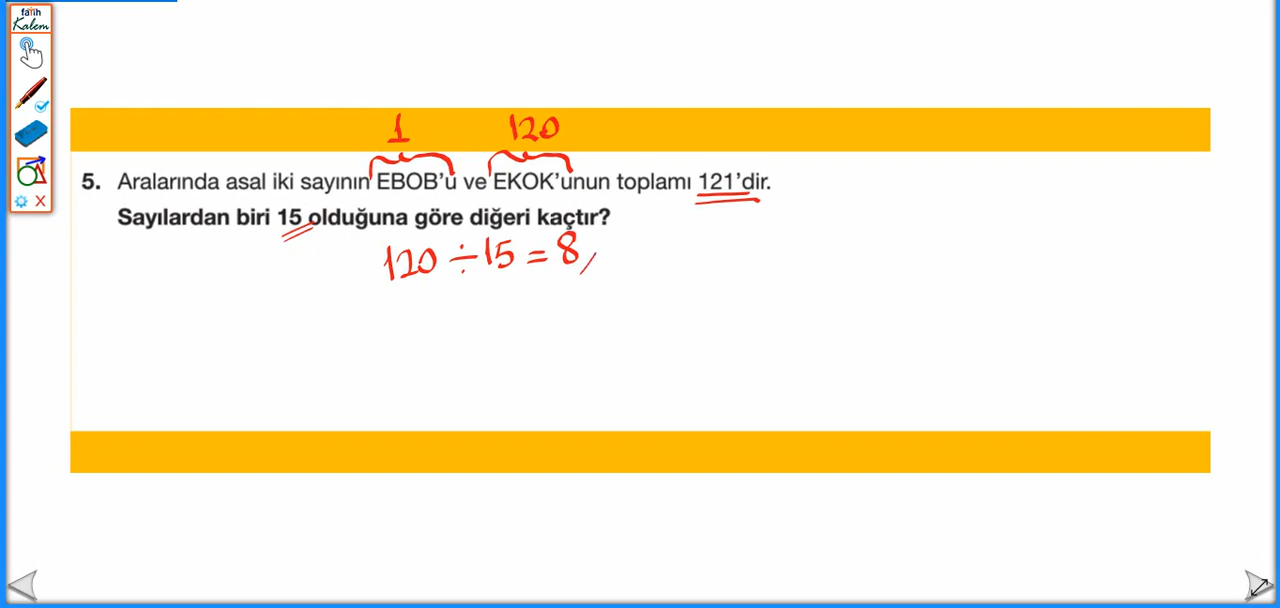 fatih
Kalem
1 120
5. Aralarında asal iki sayının EBOB'u ve EKOK'unun toplamı 121'dir.
Sayılardan biri 15 olduğuna göre diğeri kaçtır?
120 ÷ 15 = 8,